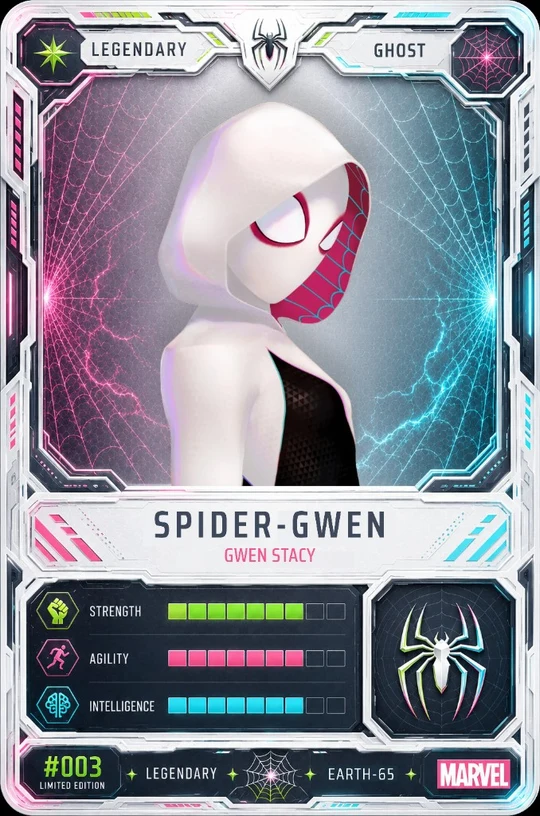 LEGENDARY
GHOST
SPIDER-GWEN
GWEN STACY
STRENGTH
AGILITY
INTELLIGENCE
#003
LIMITED EDITION
LEGENDARY
EARTH-65
MARVEL